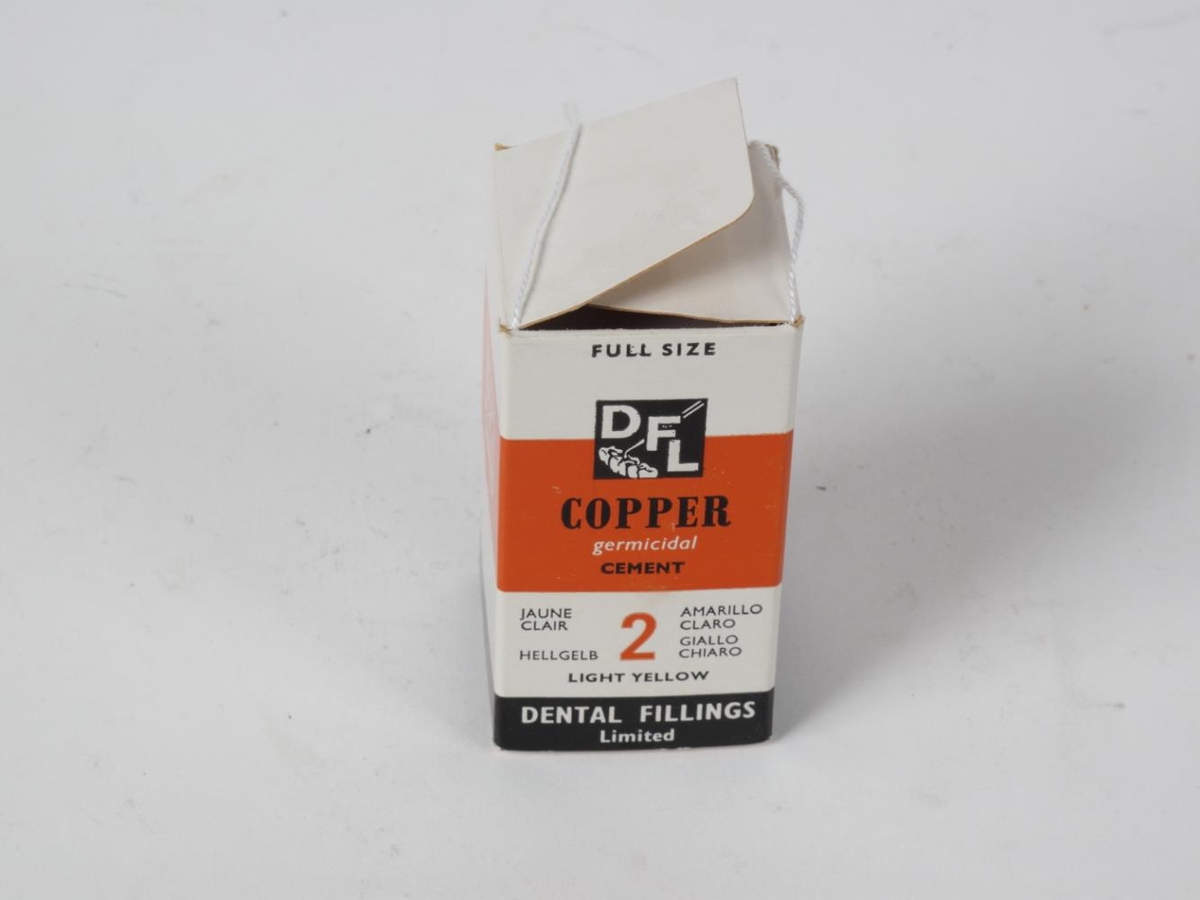 FULL SIZE
DFL
COPPER
germicidal
CEMENT
JAUNE
CLAIR
HELLGELB
2
AMARILLO
CLARO
GIALLO
CHIARO
LIGHT YELLOW
DENTAL FILLINGS
Limited